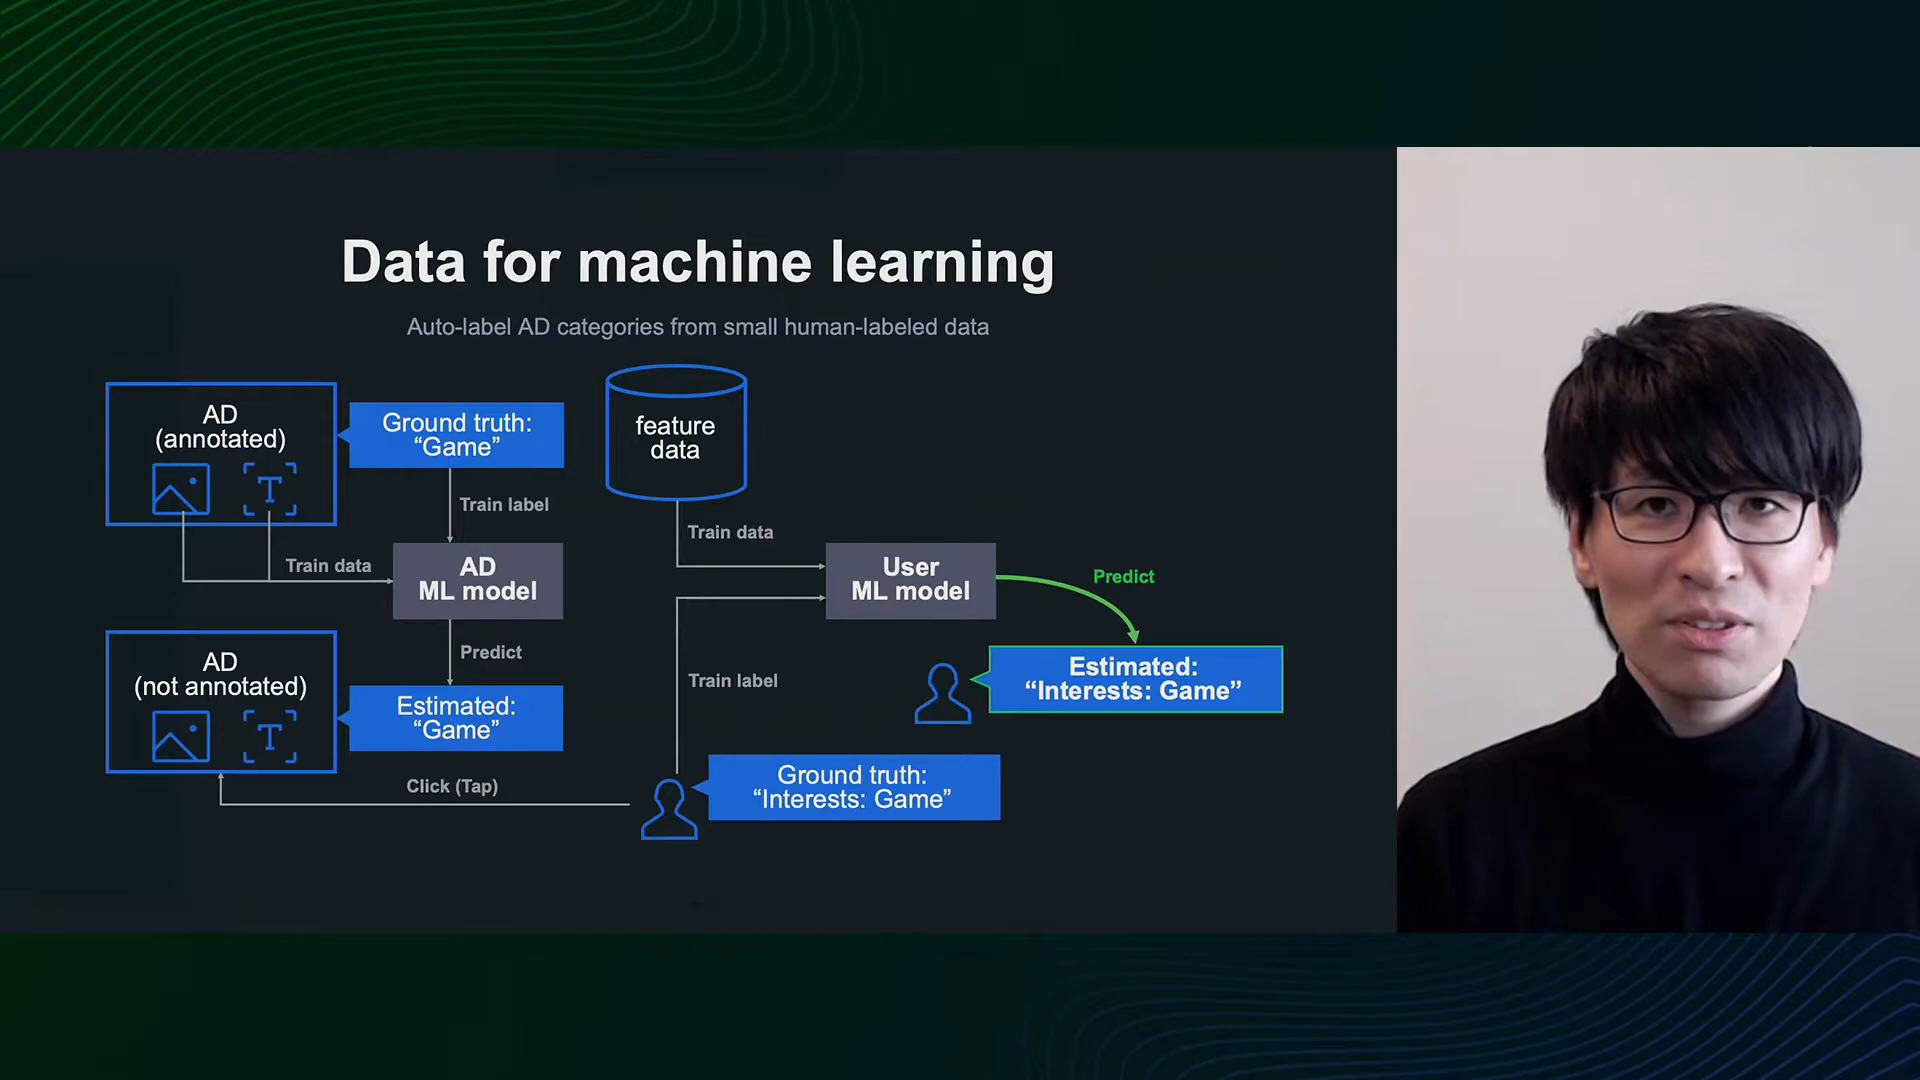 Data for machine learning
Auto-label AD categories from small human-labeled data
AD
(annotated)
T
Ground truth:
“Game”
Train label
Train data
AD
ML model
Predict
AD
(not annotated)
T
Estimated:
“Game”
Click (Tap)
feature
data
Train data
User
ML model
Predict
Train label
Estimated:
“Interests: Game”
Ground truth:
“Interests: Game”